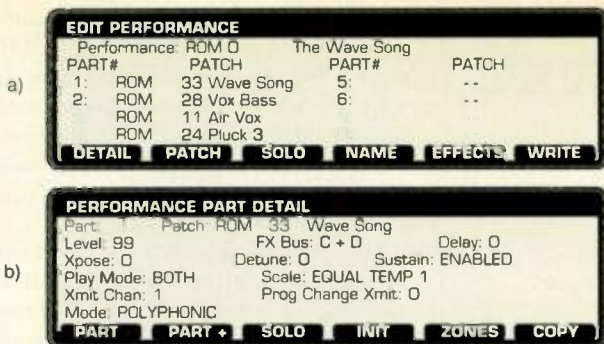 a)
EDIT PERFORMANCE
Performance: ROM 0 The Wave Song
PART# PATCH PART# PATCH
1: ROM 33 Wave Song 5: --
2: ROM 28 Vox Bass 6: --
ROM 11 Air Vox
ROM 24 Pluck 3
DETAIL PATCH SOLO NAME EFFECTS WRITE
b)
PERFORMANCE PART DETAIL
Part: Patch: ROM 33 Wave Song
Level: 99 FX Bus: C + D Delay: 0
Xpose: 0 Detune: 0 Sustain: ENABLED
Play Mode: BOTH Scale: EQUAL TEMP 1
Xmit Chan: 1 Prog Change Xmit: 0
Mode: POLYPHONIC
PART - PART + SOLO INIT ZONES COPY